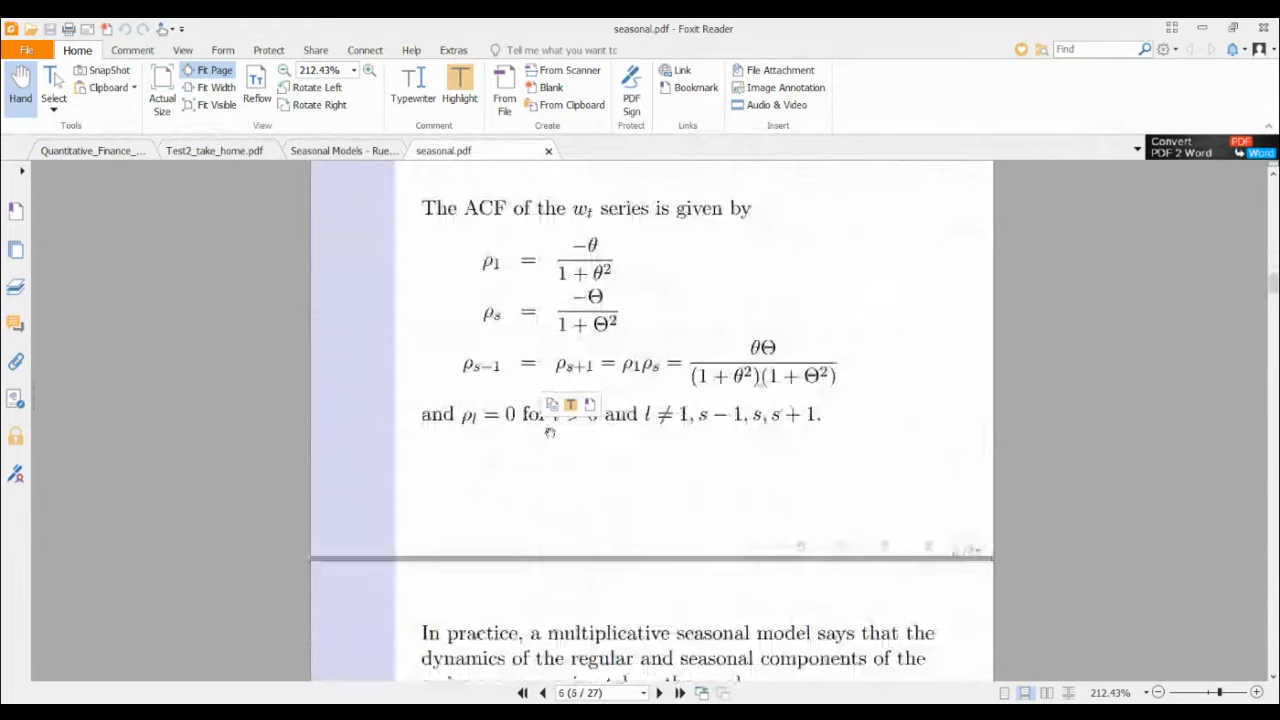 seasonal.pdf - Foxit Reader
File Home Comment View Form Protect Share Connect Help Extras Tell me what you want tc Find
Hand Select SnapShot Clipboard Actual Size Fit Page Fit Width Fit Visible Reflow 212.43% Rotate Left Rotate Right Typewriter Highlight From File From Scanner Blank From Clipboard PDF Sign Link Bookmark File Attachment Image Annotation Audio & Video
Tools View Comment Create Protect Links Insert
Quantitative_Finance_... Test2_take_home.pdf Seasonal Models - Rue... seasonal.pdf
Convert PDF
PDF 2 Word Word
The ACF of the w_t series is given by
ρ_1 = −θ / (1 + θ^2)
ρ_s = −Θ / (1 + Θ^2)
ρ_{s−1} = ρ_{s+1} = ρ_1ρ_s = θΘ / ((1 + θ^2)(1 + Θ^2))
and ρ_l = 0 for and l ≠ 1, s − 1, s, s + 1.
In practice, a multiplicative seasonal model says that the
dynamics of the regular and seasonal components of the
6 (6 / 27) 212.43%